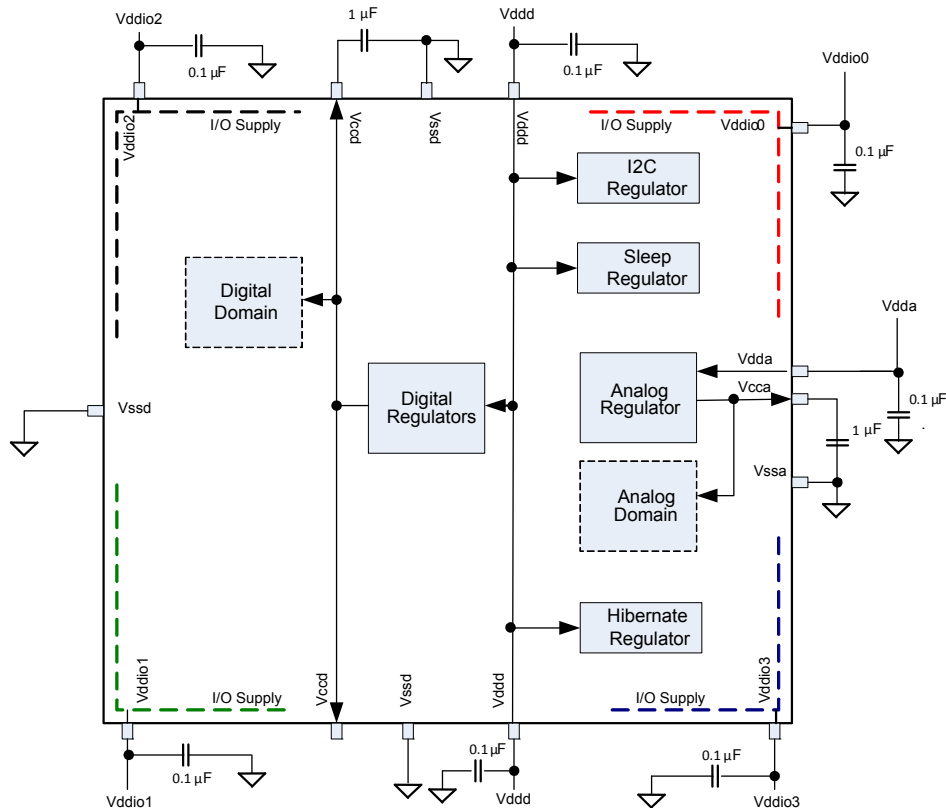 Vddio2
1 µF
Vddd
0.1 µF
0.1 µF
Vddio0
0.1 µF
Vddio2
I/O Supply
Vccd
Vssd
Vddd
I/O Supply
Vddio0
I2C
Regulator
Sleep
Regulator
Digital
Domain
Vdda
Vdda
Vcca
Digital
Regulators
Analog
Regulator
0.1 µF
.
1 µF
Vssd
Vssa
Analog
Domain
Hibernate
Regulator
Vddio1
I/O Supply
Vccd
Vssd
Vddd
I/O Supply
Vddio3
0.1 µF
0.1 µF
0.1 µF
Vddio1
Vddd
Vddio3